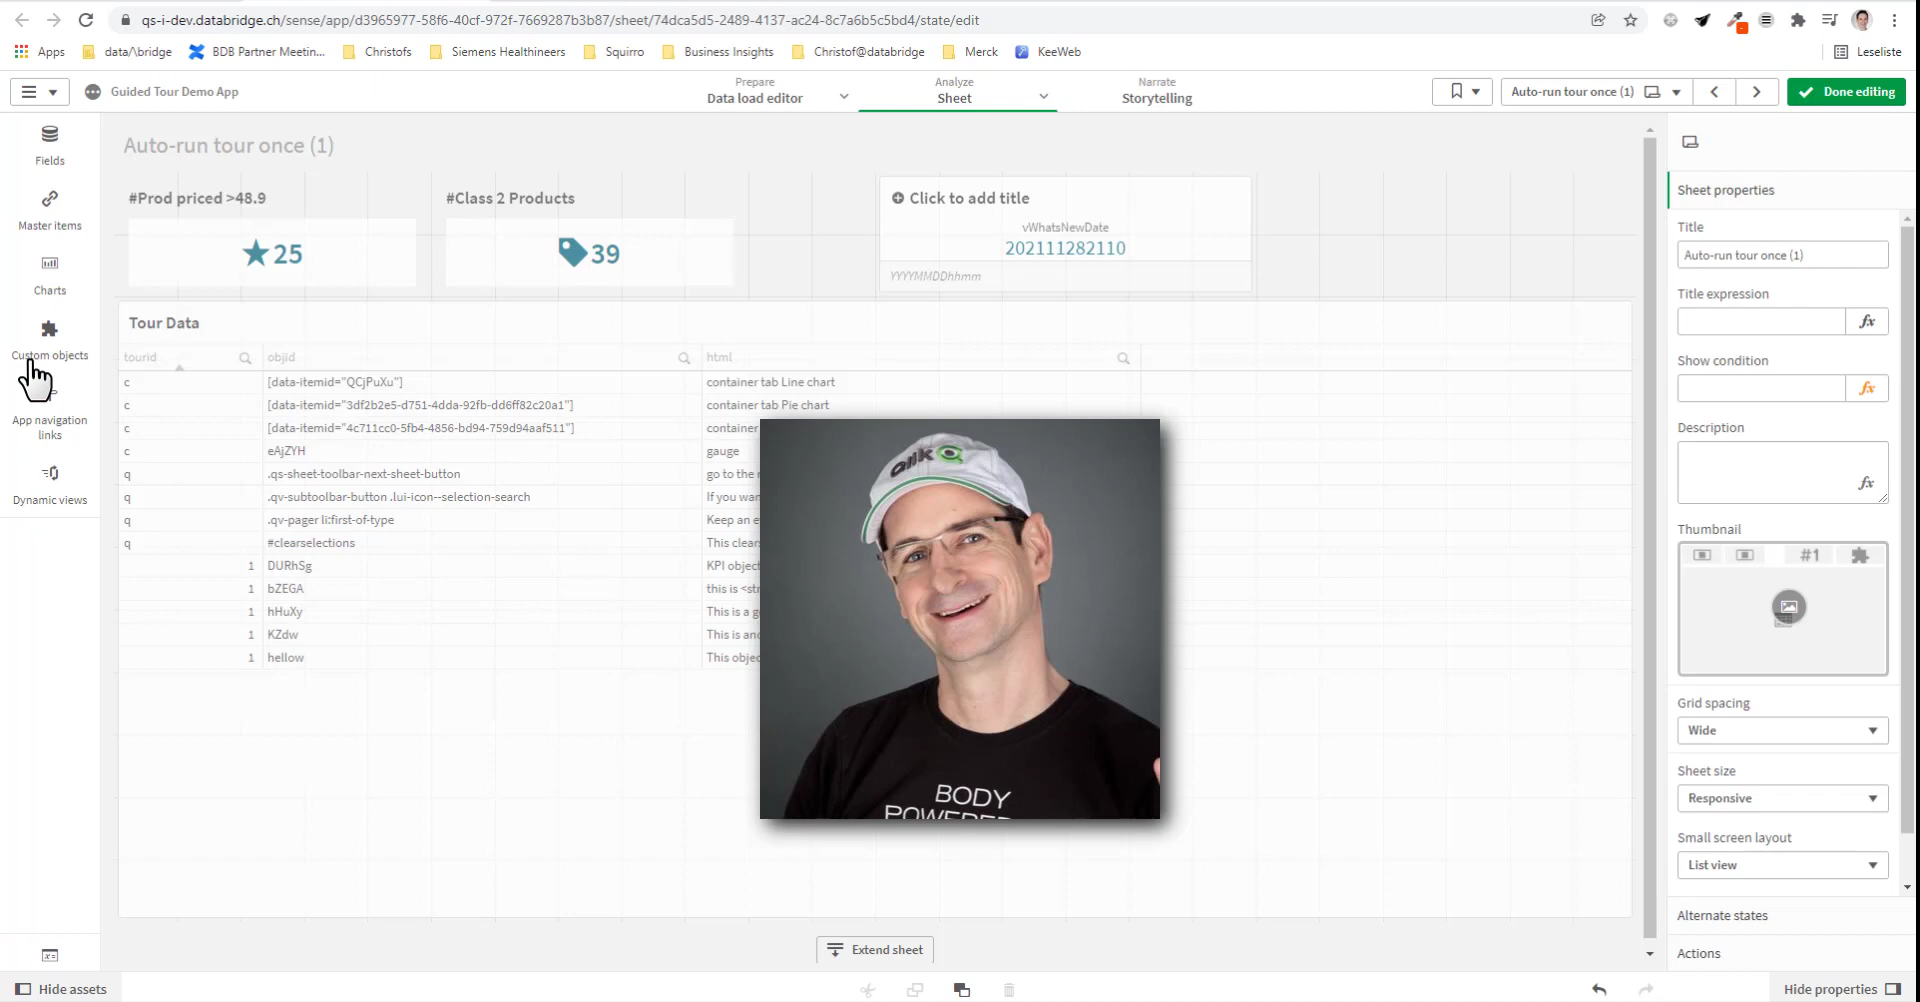 qs-i-dev.databridge.ch/sense/app/d3965977-58f6-40cf-972f-7669287b3b87/sheet/74dca5d5-2489-4137-ac24-8c7a6b5c5bd4/state/edit
Apps
data/\bridge
BDB Partner Meetin...
Christofs
Siemens Healthineers
Squirro
Business Insights
Christof@databridge
Merck
KeeWeb
Leseliste
Guided Tour Demo App
Prepare
Data load editor
Analyze
Sheet
Narrate
Storytelling
Auto-run tour once (1)
Done editing
Fields
Master items
Charts
Custom objects
App navigation
links
Dynamic views
Auto-run tour once (1)
#Prod priced >48.9
25
#Class 2 Products
39
Click to add title
vWhatsNewDate
202111282110
YYYYMMDDhhmm
Tour Data
tourid objid html
c [data-itemid="QCjPuXu"] container tab Line chart
c [data-itemid="3df2b2e5-d751-4dda-92fb-dd6ff82c20a1"] container tab Pie chart
c [data-itemid="4c711cc0-5fb4-4856-bd94-759d94aaf511"] container
c eAjZYH gauge
q .qs-sheet-toolbar-next-sheet-button go to the
q .qv-subtoolbar-button .lui-icon--selection-search If you wan
q .qv-pager li:first-of-type Keep an e
q #clearselections This clear
1 DURhSg KPI object
1 bZEGA this is <st
1 hHuXy This is a g
1 KZdw This is an
1 hellow This obje
Qlik
BODY
POWERED
Extend sheet
Sheet properties
Title
Auto-run tour once (1)
Title expression
fx
Show condition
fx
Description
fx
Thumbnail
#1
Grid spacing
Wide
Sheet size
Responsive
Small screen layout
List view
Alternate states
Actions
Hide assets
Hide properties